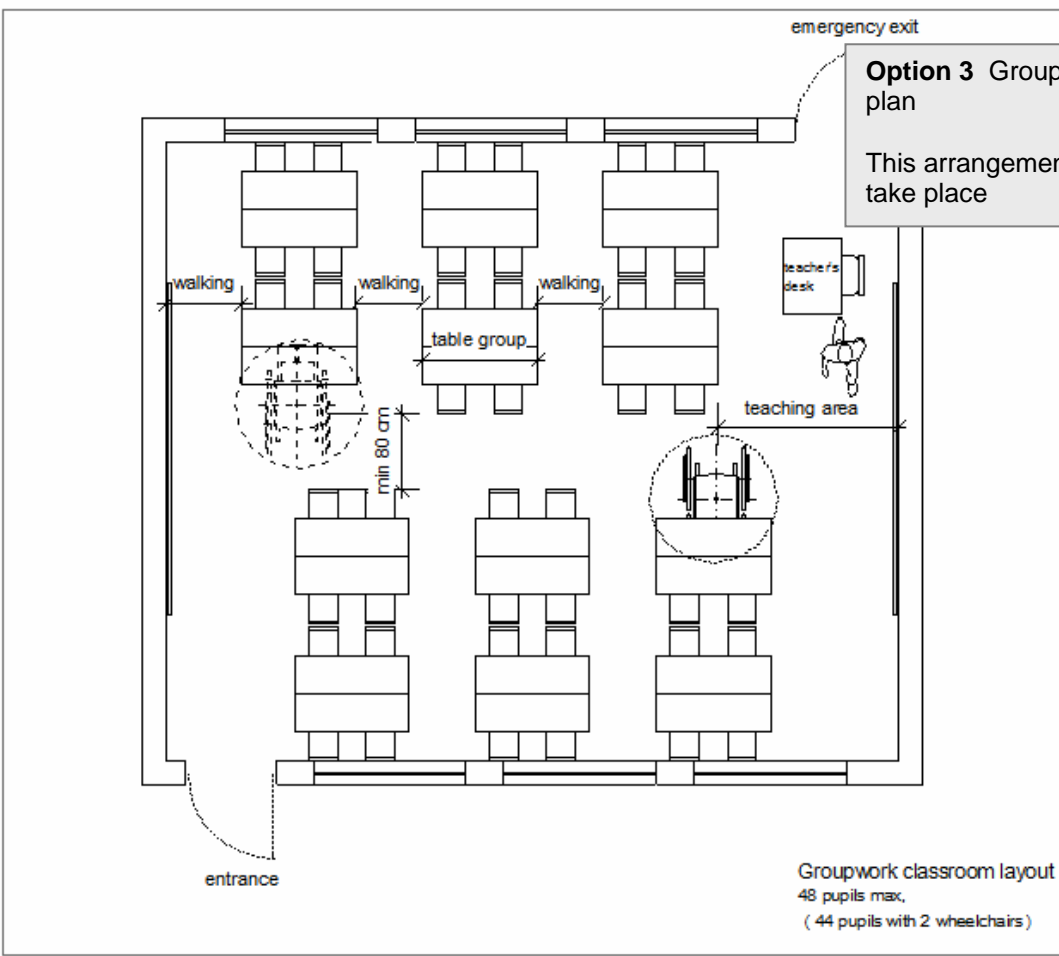 emergency exit
Option 3 Group
plan
This arrangemen
take place
walking
walking
walking
teacher's
desk
table group
teaching area
min 80 cm
entrance
Groupwork classroom layout
48 pupils max,
( 44 pupils with 2 wheelchairs )